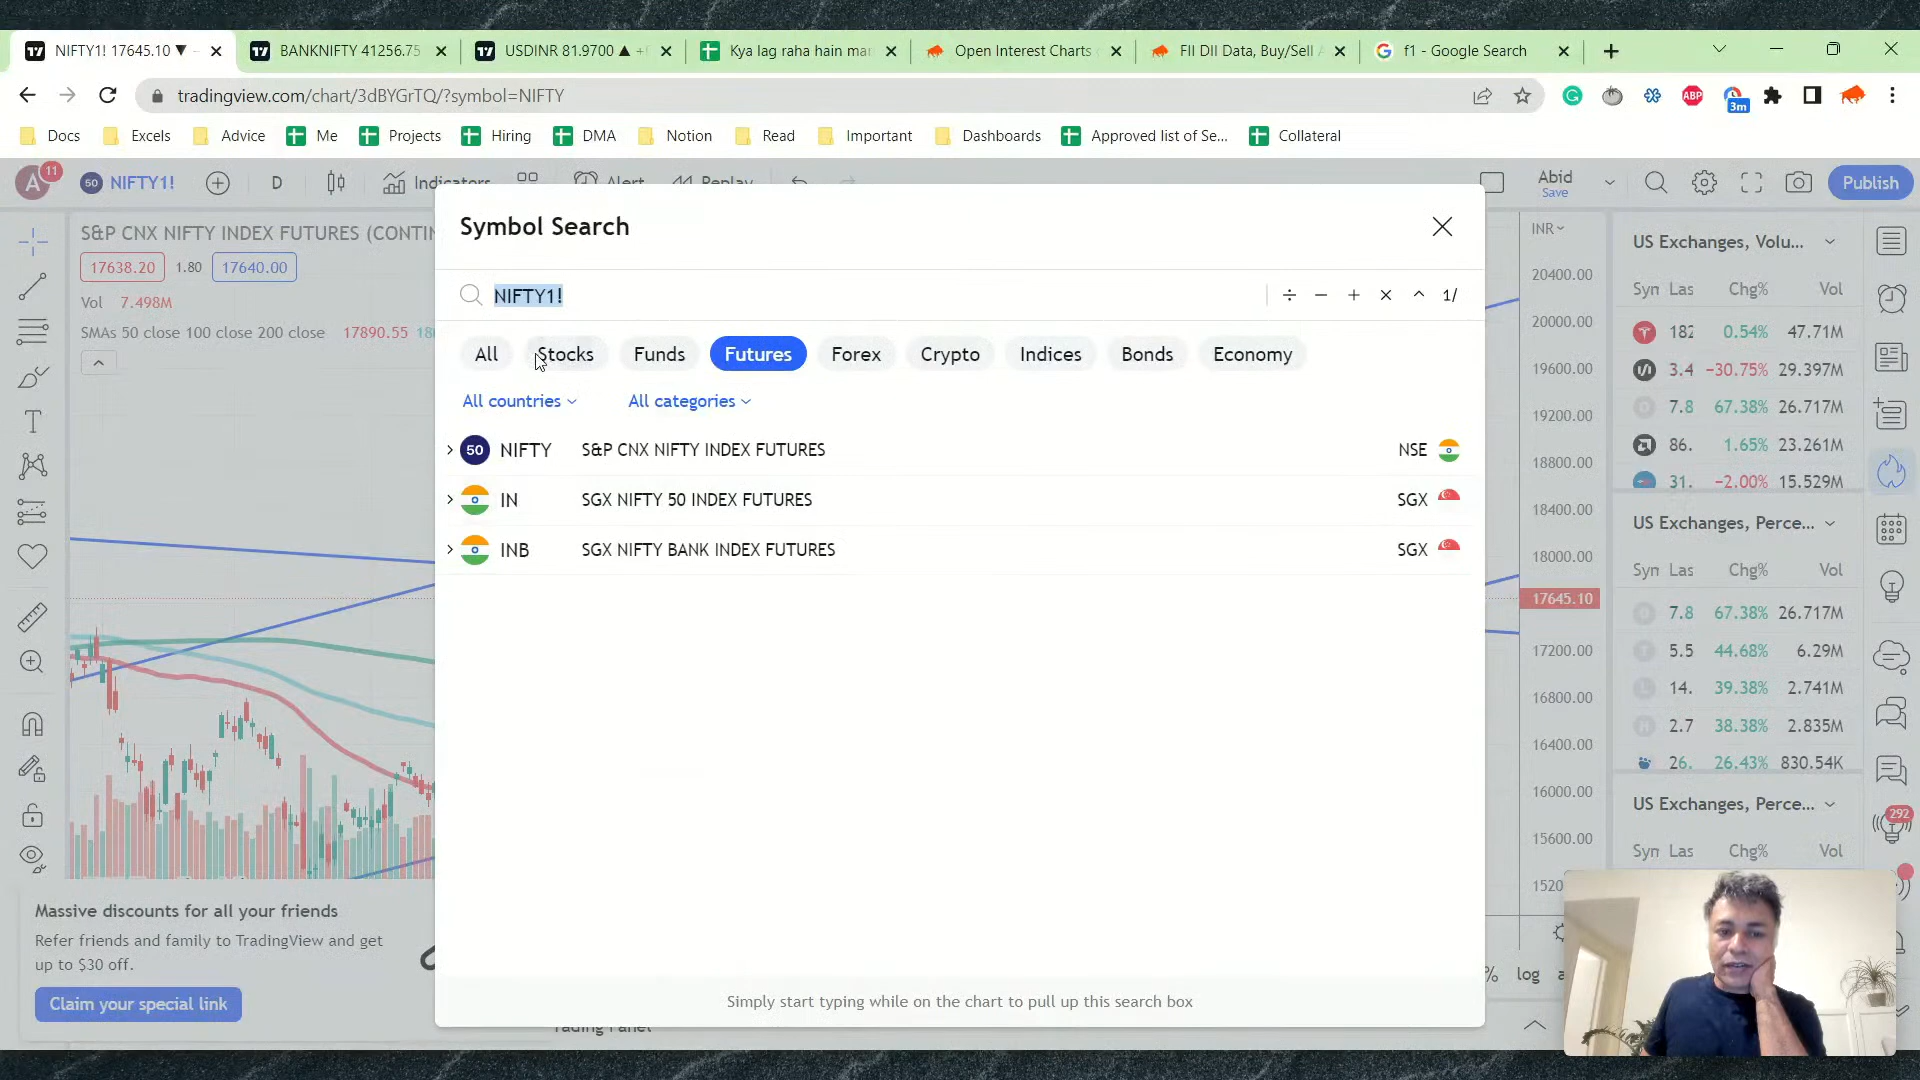 NIFTY1! 17645.10 ▼
BANKNIFTY 41256.75
USDINR 81.9700 ▲
Kya lag raha hain mar
Open Interest Charts
FII DII Data, Buy/Sell
f1 - Google Search
tradingview.com/chart/3dBYGrTQ/?symbol=NIFTY
ABP
3m
Docs
Excels
Advice
Me
Projects
Hiring
DMA
Notion
Read
Important
Dashboards
Approved list of Se...
Collateral
A
11
50
NIFTY1!
D
Indicators
Alert
Replay
Abid
Save
Publish
S&P CNX NIFTY INDEX FUTURES (CONTIN
17638.20 1.80 17640.00
Vol 7.498M
SMAs 50 close 100 close 200 close 17890.55
Symbol Search
NIFTY1!
÷ − + × ^ 1/
All Stocks Funds Futures Forex Crypto Indices Bonds Economy
All countries
All categories
50 NIFTY S&P CNX NIFTY INDEX FUTURES NSE
IN SGX NIFTY 50 INDEX FUTURES SGX
INB SGX NIFTY BANK INDEX FUTURES SGX
Simply start typing while on the chart to pull up this search box
INR
20400.00
20000.00
19600.00
19200.00
18800.00
18400.00
18000.00
17645.10
17200.00
16800.00
16400.00
16000.00
15600.00
log
US Exchanges, Volu...
Syn Las Chg% Vol
182 0.54% 47.71M
3.4 −30.75% 29.397M
7.8 67.38% 26.717M
86. 1.65% 23.261M
31. −2.00% 15.529M
US Exchanges, Perce...
Syn Las Chg% Vol
7.8 67.38% 26.717M
5.5 44.68% 6.29M
14. 39.38% 2.741M
2.7 38.38% 2.835M
26. 26.43% 830.54K
US Exchanges, Perce...
Syn Las Chg% Vol
292
Massive discounts for all your friends
Refer friends and family to TradingView and get
up to $30 off.
Claim your special link
Trading Panel